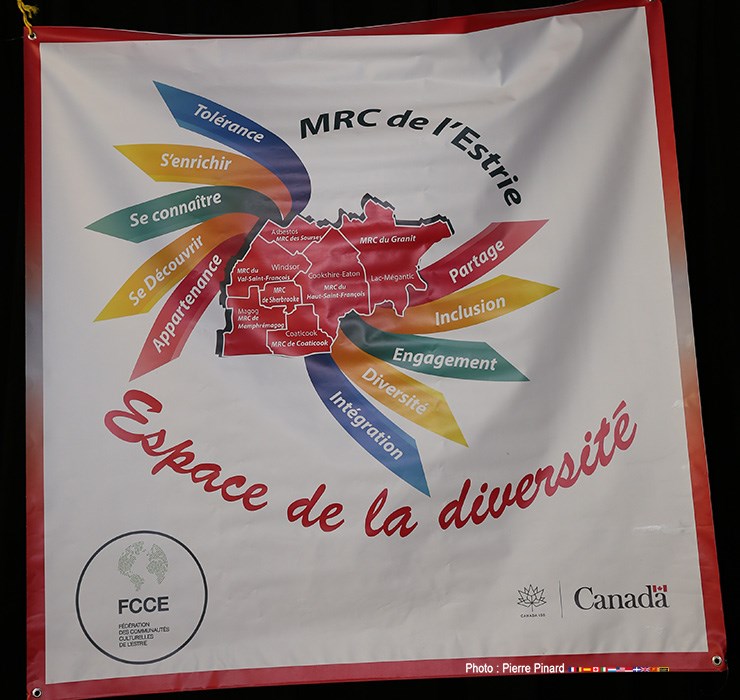 MRC de l'Estrie
Tolérance
S'enrichir
Se connaître
Se Découvrir
Appartenance
Asbestos
MRC des Sources
MRC du Granit
Windsor
MRC du
Val-Saint-François
Cookshire-Eaton
MRC du
Haut-Saint-François
Lac-Mégantic
MRC
de Sherbrooke
Magog
MRC de
Memphrémagog
Coaticook
MRC de Coaticook
Partage
Inclusion
Engagement
Diversité
Intégration
Espace de la diversité
FCCE
FÉDÉRATION
DES COMMUNAUTÉS
CULTURELLES
DE L'ESTRIE
CANADA 150
Canada
Photo : Pierre Pinard